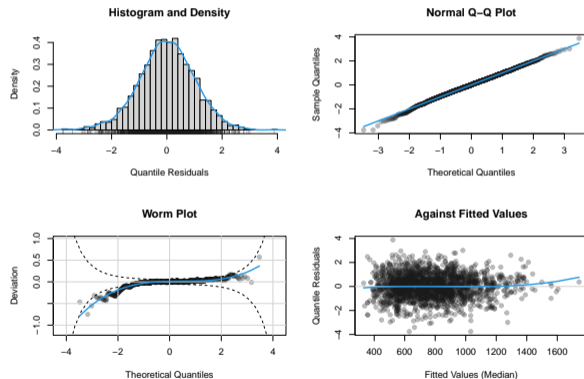 Histogram and Density
Density
0.0 0.1 0.2 0.3 0.4
−4 −2 0 2 4
Quantile Residuals
Normal Q−Q Plot
Sample Quantiles
−4 −2 0 2 4
−3 −2 −1 0 1 2 3
Theoretical Quantiles
Worm Plot
Deviation
−1.0 0.0 0.5 1.0
−4 −2 0 2 4
Theoretical Quantiles
Against Fitted Values
Quantile Residuals
−4 −2 0 2 4
400 600 800 1000 1200 1400 1600
Fitted Values (Median)